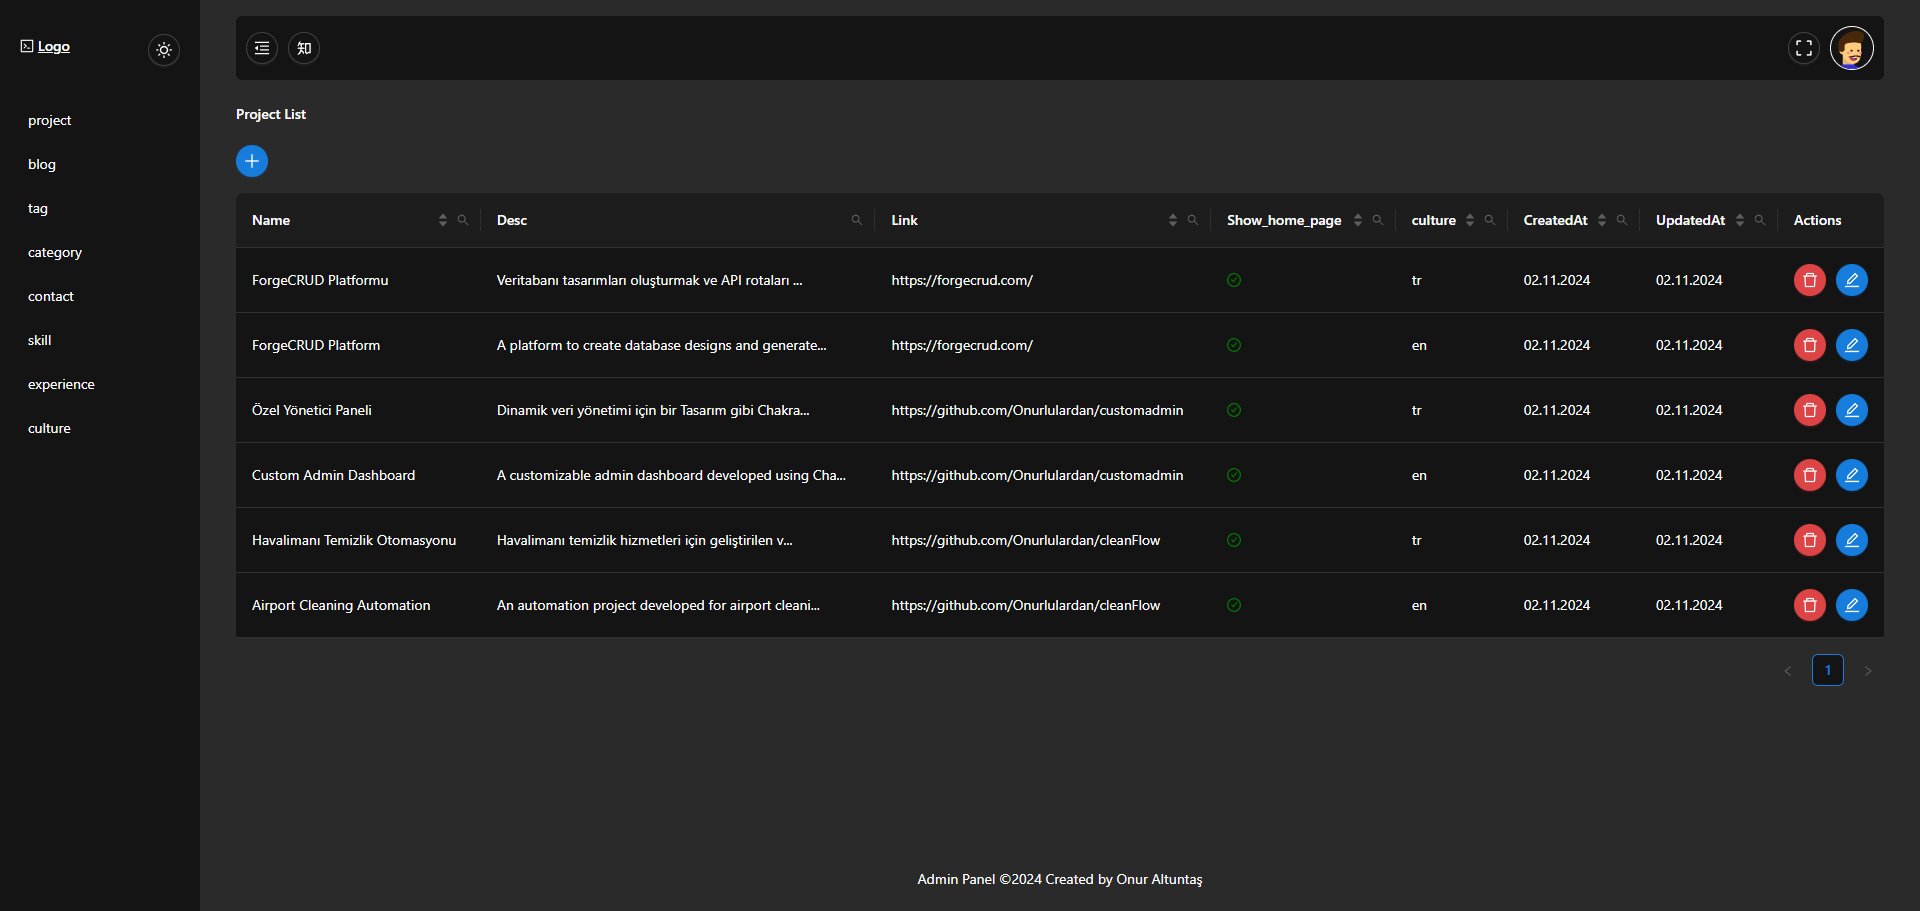 Logo
知
project
blog
tag
category
contact
skill
experience
culture
Project List
Name Desc Link Show_home_page culture CreatedAt UpdatedAt Actions
ForgeCRUD Platformu Veritabanı tasarımları oluşturmak ve API rotaları ... https://forgecrud.com/ tr 02.11.2024 02.11.2024
ForgeCRUD Platform A platform to create database designs and generate... https://forgecrud.com/ en 02.11.2024 02.11.2024
Özel Yönetici Paneli Dinamik veri yönetimi için bir Tasarım gibi Chakra... https://github.com/Onurlulardan/customadmin tr 02.11.2024 02.11.2024
Custom Admin Dashboard A customizable admin dashboard developed using Cha... https://github.com/Onurlulardan/customadmin en 02.11.2024 02.11.2024
Havalimanı Temizlik Otomasyonu Havalimanı temizlik hizmetleri için geliştirilen v... https://github.com/Onurlulardan/cleanFlow tr 02.11.2024 02.11.2024
Airport Cleaning Automation An automation project developed for airport cleani... https://github.com/Onurlulardan/cleanFlow en 02.11.2024 02.11.2024
< 1 >
Admin Panel ©2024 Created by Onur Altuntaş